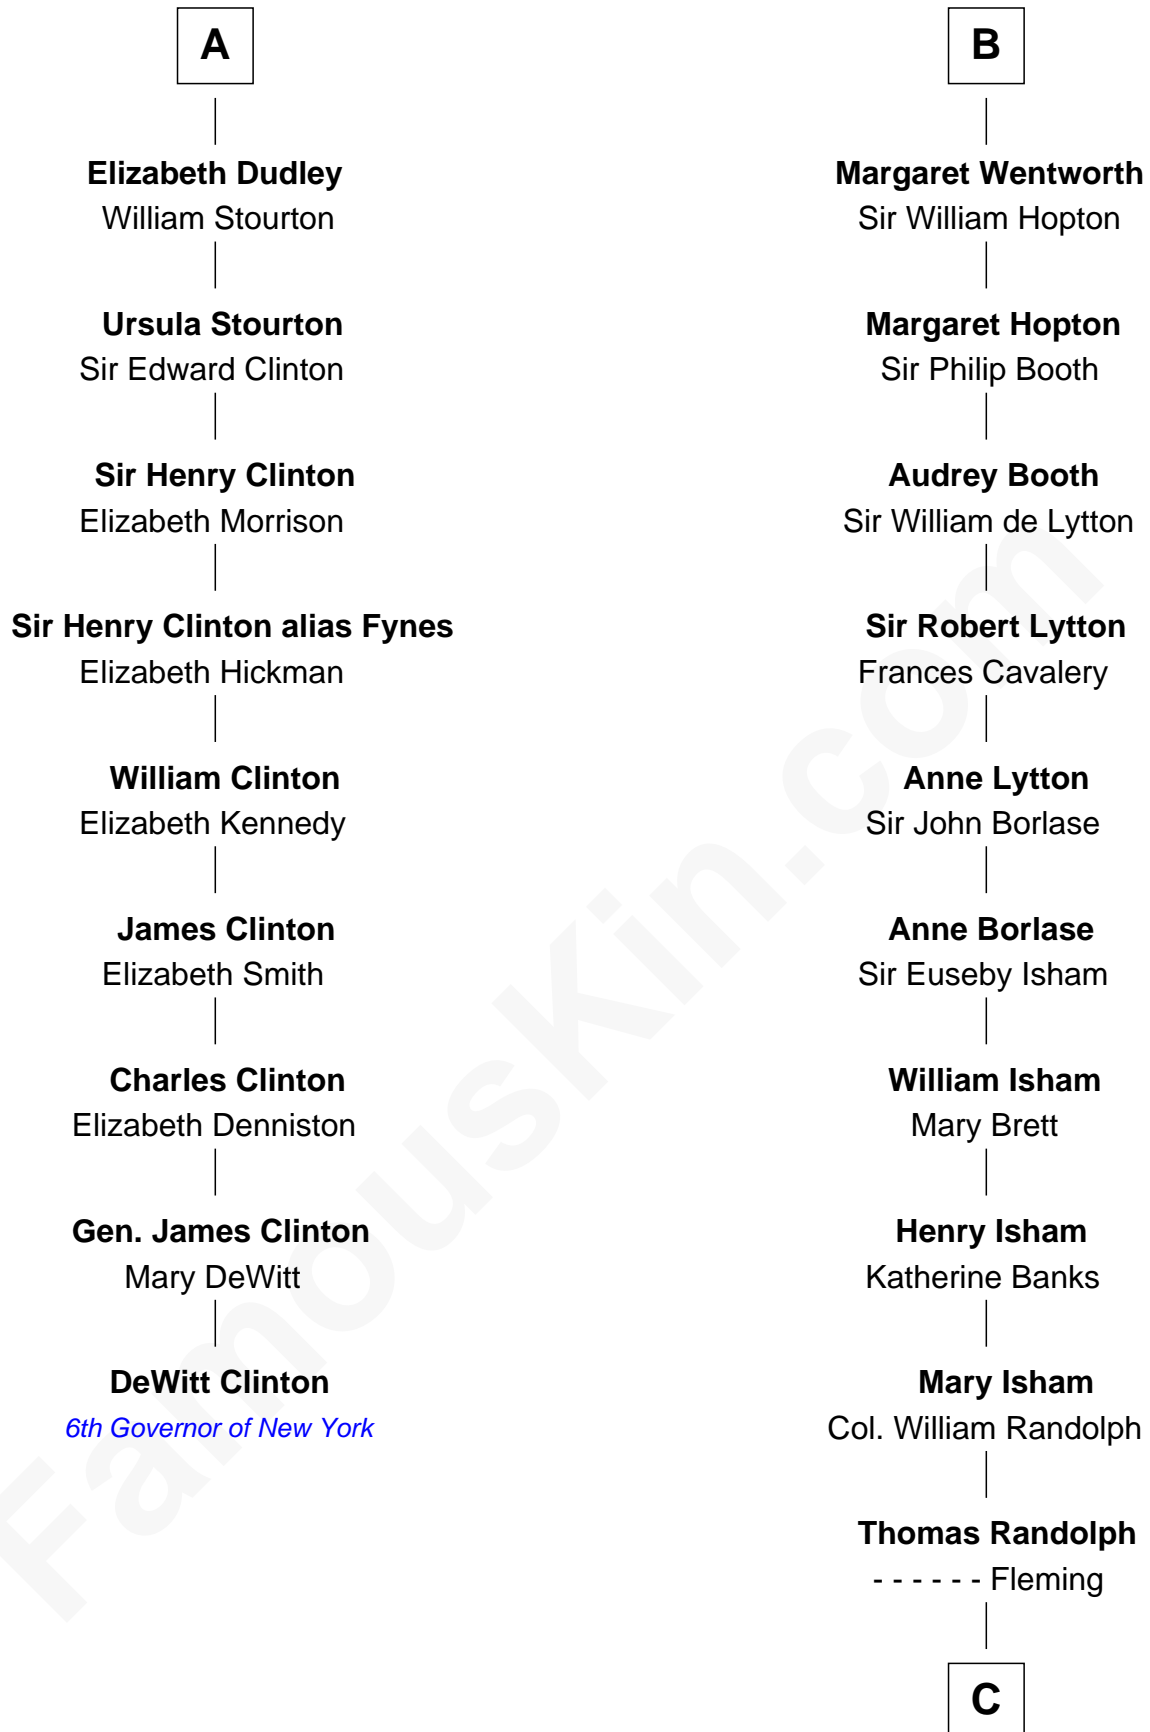 A
Elizabeth Dudley
William Stourton
Ursula Stourton
Sir Edward Clinton
Sir Henry Clinton
Elizabeth Morrison
Sir Henry Clinton alias Fynes
Elizabeth Hickman
William Clinton
Elizabeth Kennedy
James Clinton
Elizabeth Smith
Charles Clinton
Elizabeth Denniston
Gen. James Clinton
Mary DeWitt
DeWitt Clinton
6th Governor of New York
B
Margaret Wentworth
Sir William Hopton
Margaret Hopton
Sir Philip Booth
Audrey Booth
Sir William de Lytton
Sir Robert Lytton
Frances Cavalery
Anne Lytton
Sir John Borlase
Anne Borlase
Sir Euseby Isham
William Isham
Mary Brett
Henry Isham
Katherine Banks
Mary Isham
Col. William Randolph
Thomas Randolph
- - - - - - Fleming
C
FamousKin.com